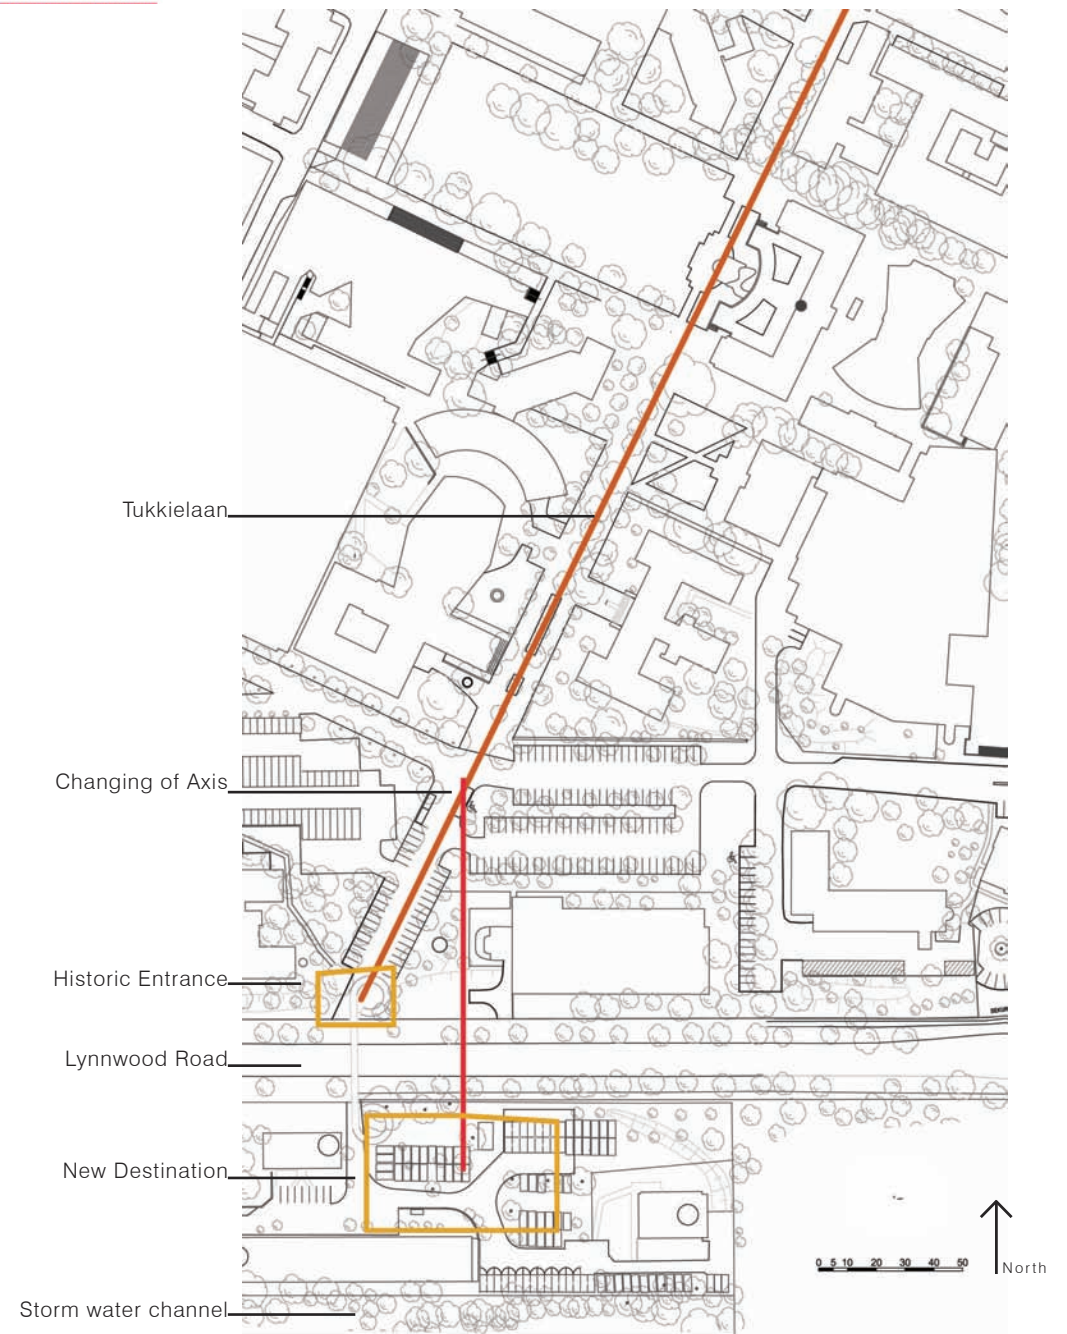 Tukkielaan
Changing of Axis
Historic Entrance
Lynnwood Road
New Destination
Storm water channel
0 5 10 20 30 40 50
North